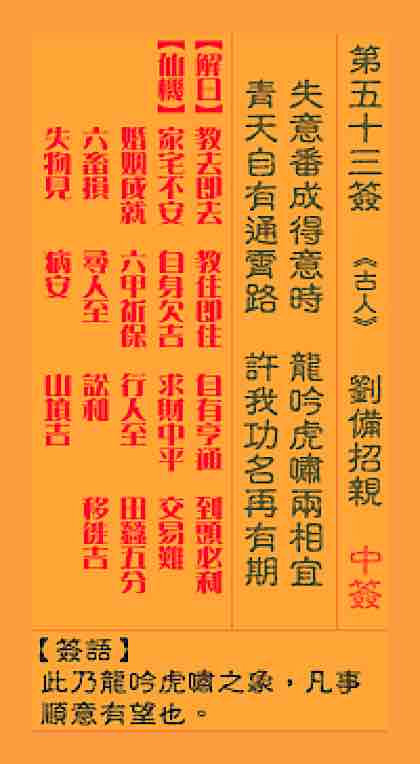 第五十三簽 《古人》 劉備招親 中簽
失意番成得意時 龍吟虎嘯兩相宜
青天自有通霄路 許我功名再有期
【解曰】教去即去 教住即住 自有亨通 到頭必利
【仙機】家宅不安 自身欠吉 求財中平 交易難
婚姻成就 六甲祈保 行人至 田蠶五分
六畜損 尋人至 訟利 移徙吉
失物見 病安 山墳吉
【簽語】
此乃龍吟虎嘯之象，凡事
順意有望也。